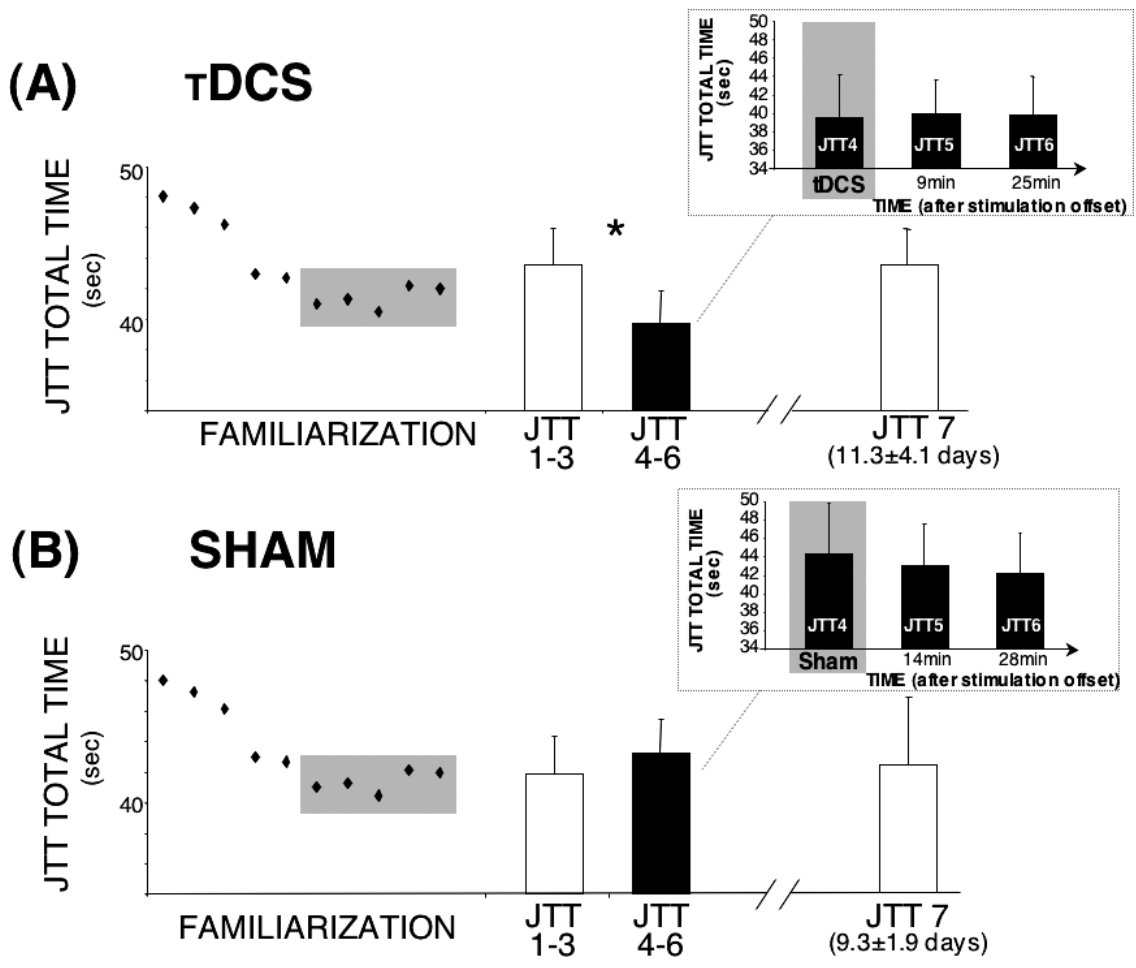 (A) TDCS
JTT TOTAL TIME
(sec)
50
40
FAMILIARIZATION
JTT
1-3
*
JTT
4-6
JTT 7
(11.3±4.1 days)
JTT TOTAL TIME
(sec)
50
48
46
44
42
40
38
36
34
JTT4 JTT5 JTT6
tDCS 9min 25min
TIME (after stimulation offset)
(B) SHAM
JTT TOTAL TIME
(sec)
50
40
FAMILIARIZATION
JTT
1-3
JTT
4-6
JTT 7
(9.3±1.9 days)
JTT TOTAL TIME
(sec)
50
48
46
44
42
40
38
36
34
JTT4 JTT5 JTT6
Sham 14min 28min
TIME (after stimulation offset)